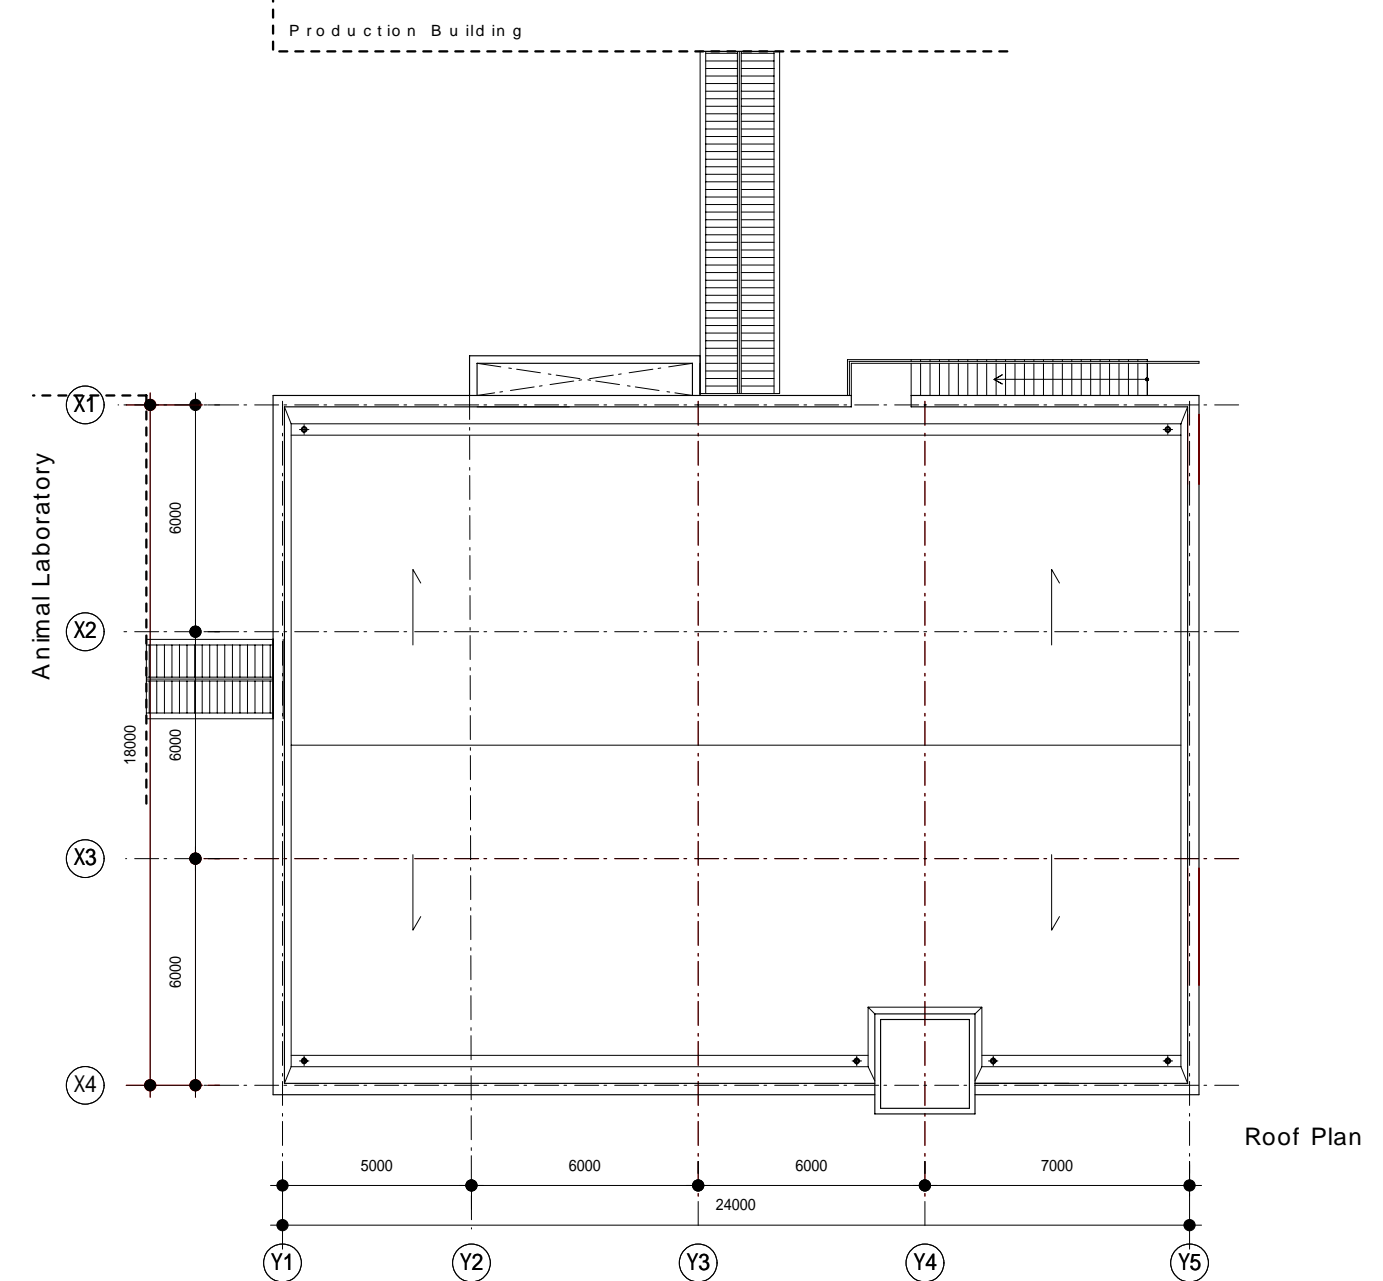 Production Building
X1
6000
Animal Laboratory
X2
18000
6000
X3
6000
X4
Roof Plan
5000
6000
6000
7000
24000
Y1
Y2
Y3
Y4
Y5